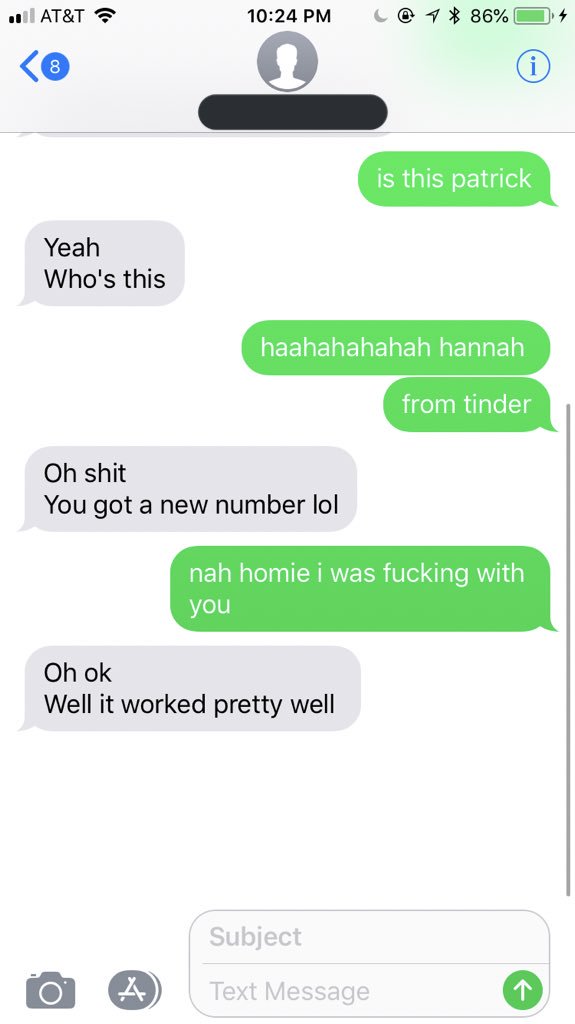 AT&T 10:24 PM 86%
8
is this patrick
Yeah
Who's this
haahahahahah hannah
from tinder
Oh shit
You got a new number lol
nah homie i was fucking with
you
Oh ok
Well it worked pretty well
Subject
Text Message